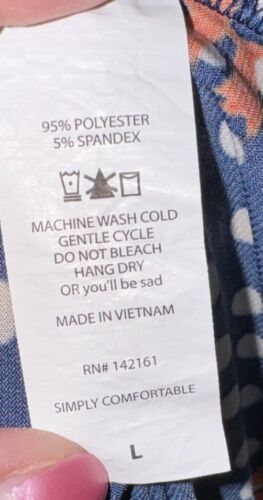 95% POLYESTER
5% SPANDEX
MACHINE WASH COLD
GENTLE CYCLE
DO NOT BLEACH
HANG DRY
OR you'll be sad
MADE IN VIETNAM
RN# 142161
SIMPLY COMFORTABLE
L